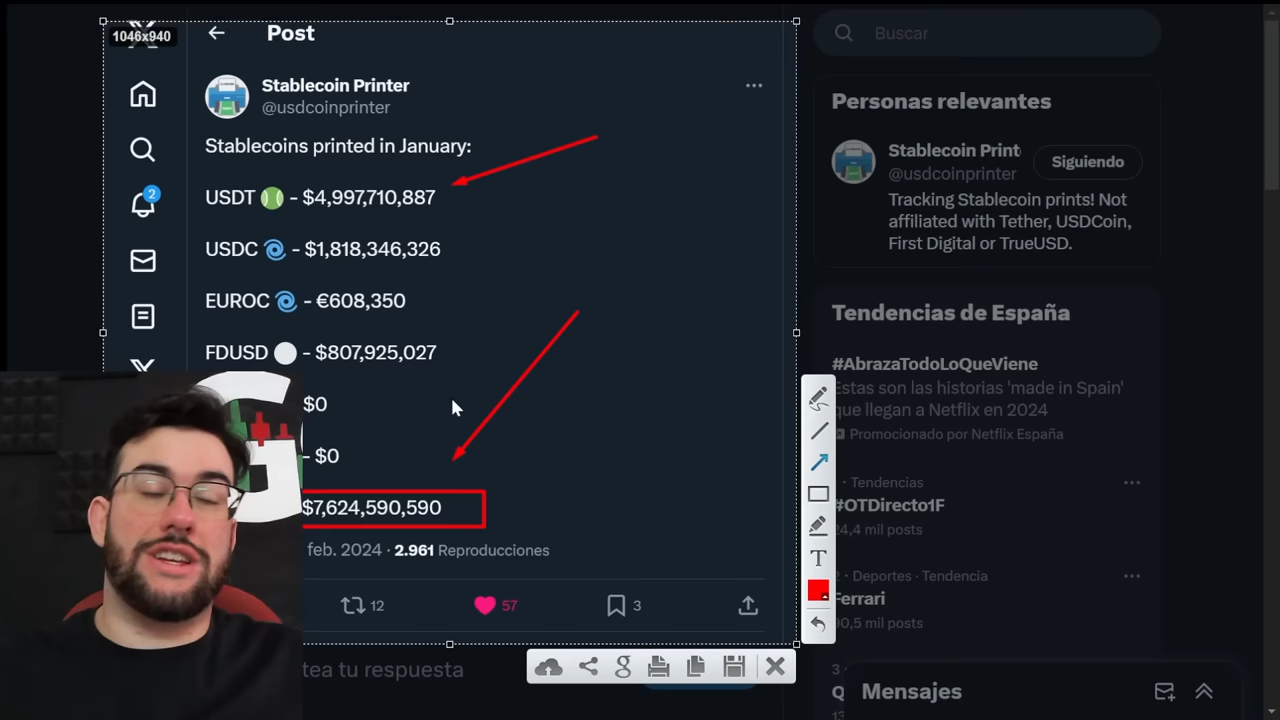 1046x940
Post
Buscar
Stablecoin Printer
@usdcoinprinter
Stablecoins printed in January:
USDT - $4,997,710,887
2
USDC - $1,818,346,326
EUROC - €608,350
FDUSD - $807,925,027
$0
- $0
$7,624,590,590
feb. 2024 · 2.961 Reproducciones
12
57
3
tea tu respuesta
Personas relevantes
Stablecoin Print
@usdcoinprinter
Siguiendo
Tracking Stablecoin prints! Not
affiliated with Tether, USDCoin,
First Digital or TrueUSD.
Tendencias de España
#AbrazaTodoLoQueViene
Estas son las historias 'made in Spain'
que llegan a Netflix en 2024
Promocionado por Netflix España
· Tendencias
#OTDirecto1F
24,4 mil posts
· Deportes · Tendencia
Ferrari
90,5 mil posts
3 ·
Mensajes
T
g
G